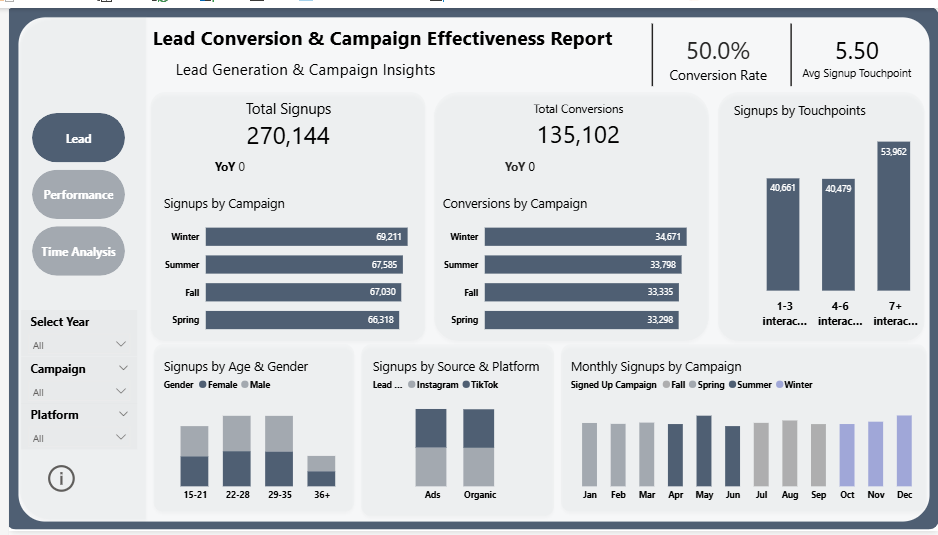 Lead Conversion & Campaign Effectiveness Report
Lead Generation & Campaign Insights
50.0%
Conversion Rate
5.50
Avg Signup Touchpoint
Lead
Performance
Time Analysis
Select Year
All
Campaign
All
Platform
All
Total Signups
270,144
YoY 0
Signups by Campaign
Winter 69,211
Summer 67,585
Fall 67,030
Spring 66,318
Total Conversions
135,102
YoY 0
Conversions by Campaign
Winter 34,671
Summer 33,798
Fall 33,335
Spring 33,298
Signups by Touchpoints
40,661 40,479 53,962
1-3 4-6 7+
interac... interac... interac...
Signups by Age & Gender
Gender Female Male
15-21 22-28 29-35 36+
Signups by Source & Platform
Lead ... Instagram TikTok
Ads Organic
Monthly Signups by Campaign
Signed Up Campaign Fall Spring Summer Winter
Jan Feb Mar Apr May Jun Jul Aug Sep Oct Nov Dec